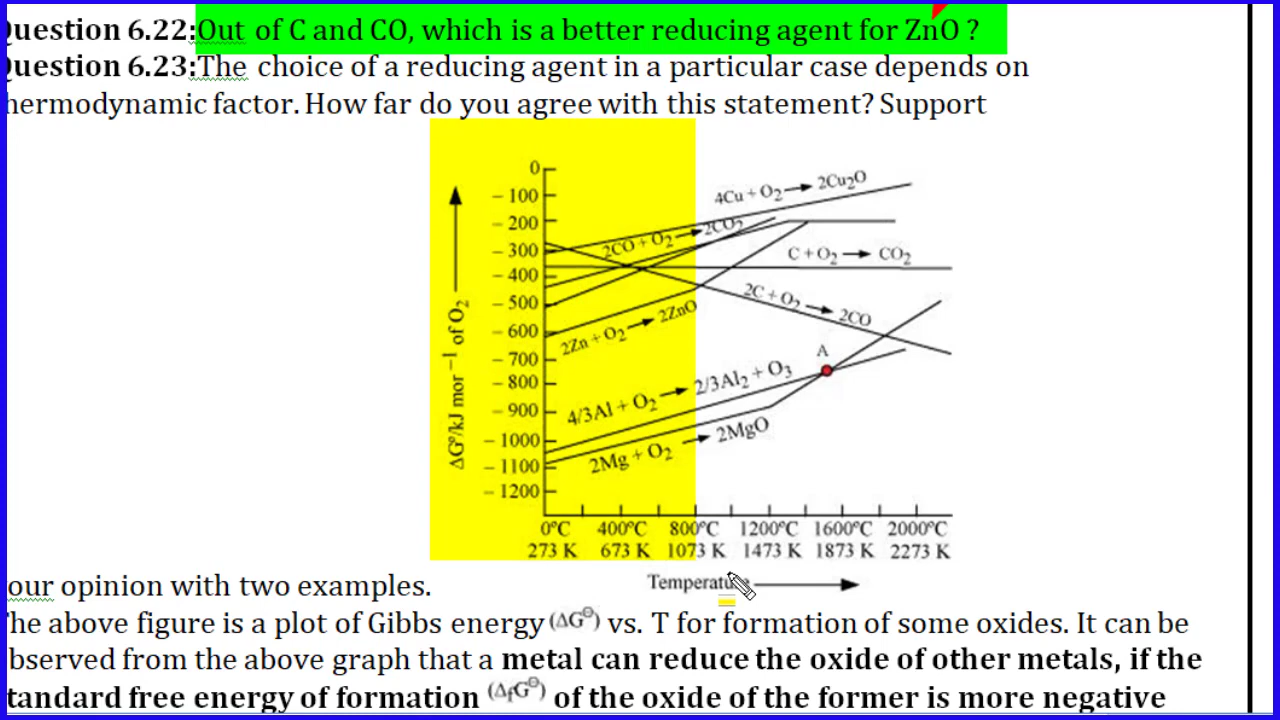 uestion 6.22:Out of C and CO, which is a better reducing agent for ZnO ?
uestion 6.23:The choice of a reducing agent in a particular case depends on
hermodynamic factor. How far do you agree with this statement? Support
0
– 100
– 200
– 300
– 400
– 500
– 600
– 700
– 800
– 900
– 1000
– 1100
– 1200
ΔG°/kJ mor⁻¹ of O₂
4Cu + O₂ → 2Cu₂O
2CO + O₂ → 2CO₂
C + O₂ → CO₂
2C + O₂ → 2CO
2Zn + O₂ → 2ZnO
A
4/3Al + O₂ → 2/3Al₂ + O₃
2Mg + O₂ → 2MgO
0°C 400°C 800°C 1200°C 1600°C 2000°C
273 K 673 K 1073 K 1473 K 1873 K 2273 K
Temperature
our opinion with two examples.
he above figure is a plot of Gibbs energy (ΔG⊖) vs. T for formation of some oxides. It can be
bserved from the above graph that a metal can reduce the oxide of other metals, if the
tandard free energy of formation (ΔfG⊖) of the oxide of the former is more negative